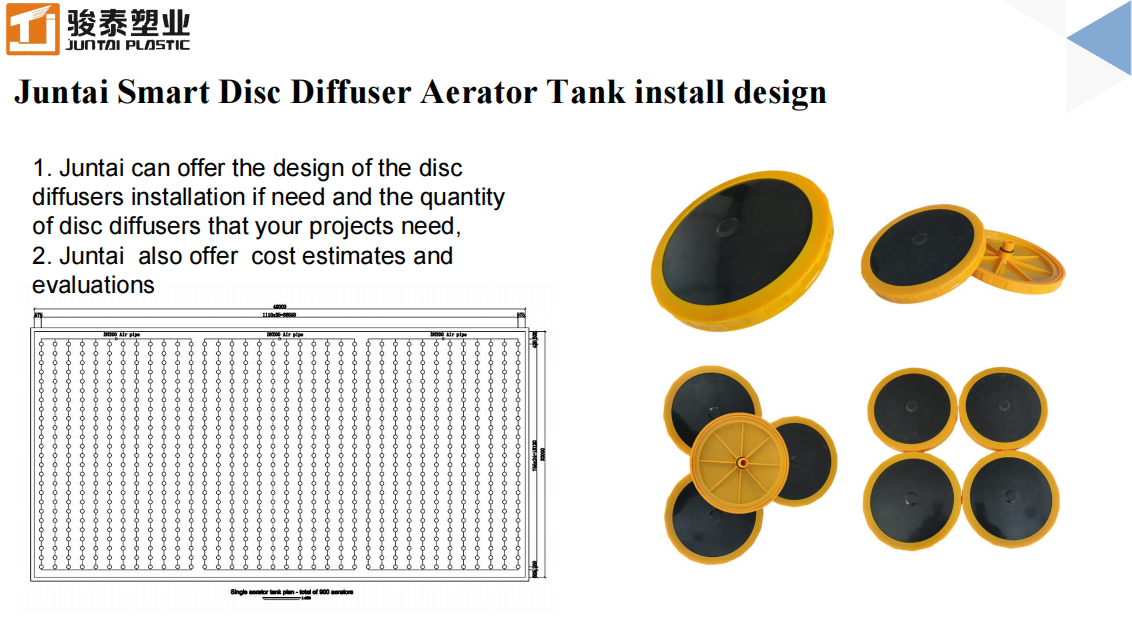 骏泰塑业
JUNTAI PLASTIC
Juntai Smart Disc Diffuser Aerator Tank install design
1. Juntai can offer the design of the disc
diffusers installation if need and the quantity
of disc diffusers that your projects need,
2. Juntai also offer cost estimates and
evaluations
40000
575
575
DN200 Air pipe
DN200 Air pipe
DN200 Air pipe
Single aerator tank plan - total of 900 aerators